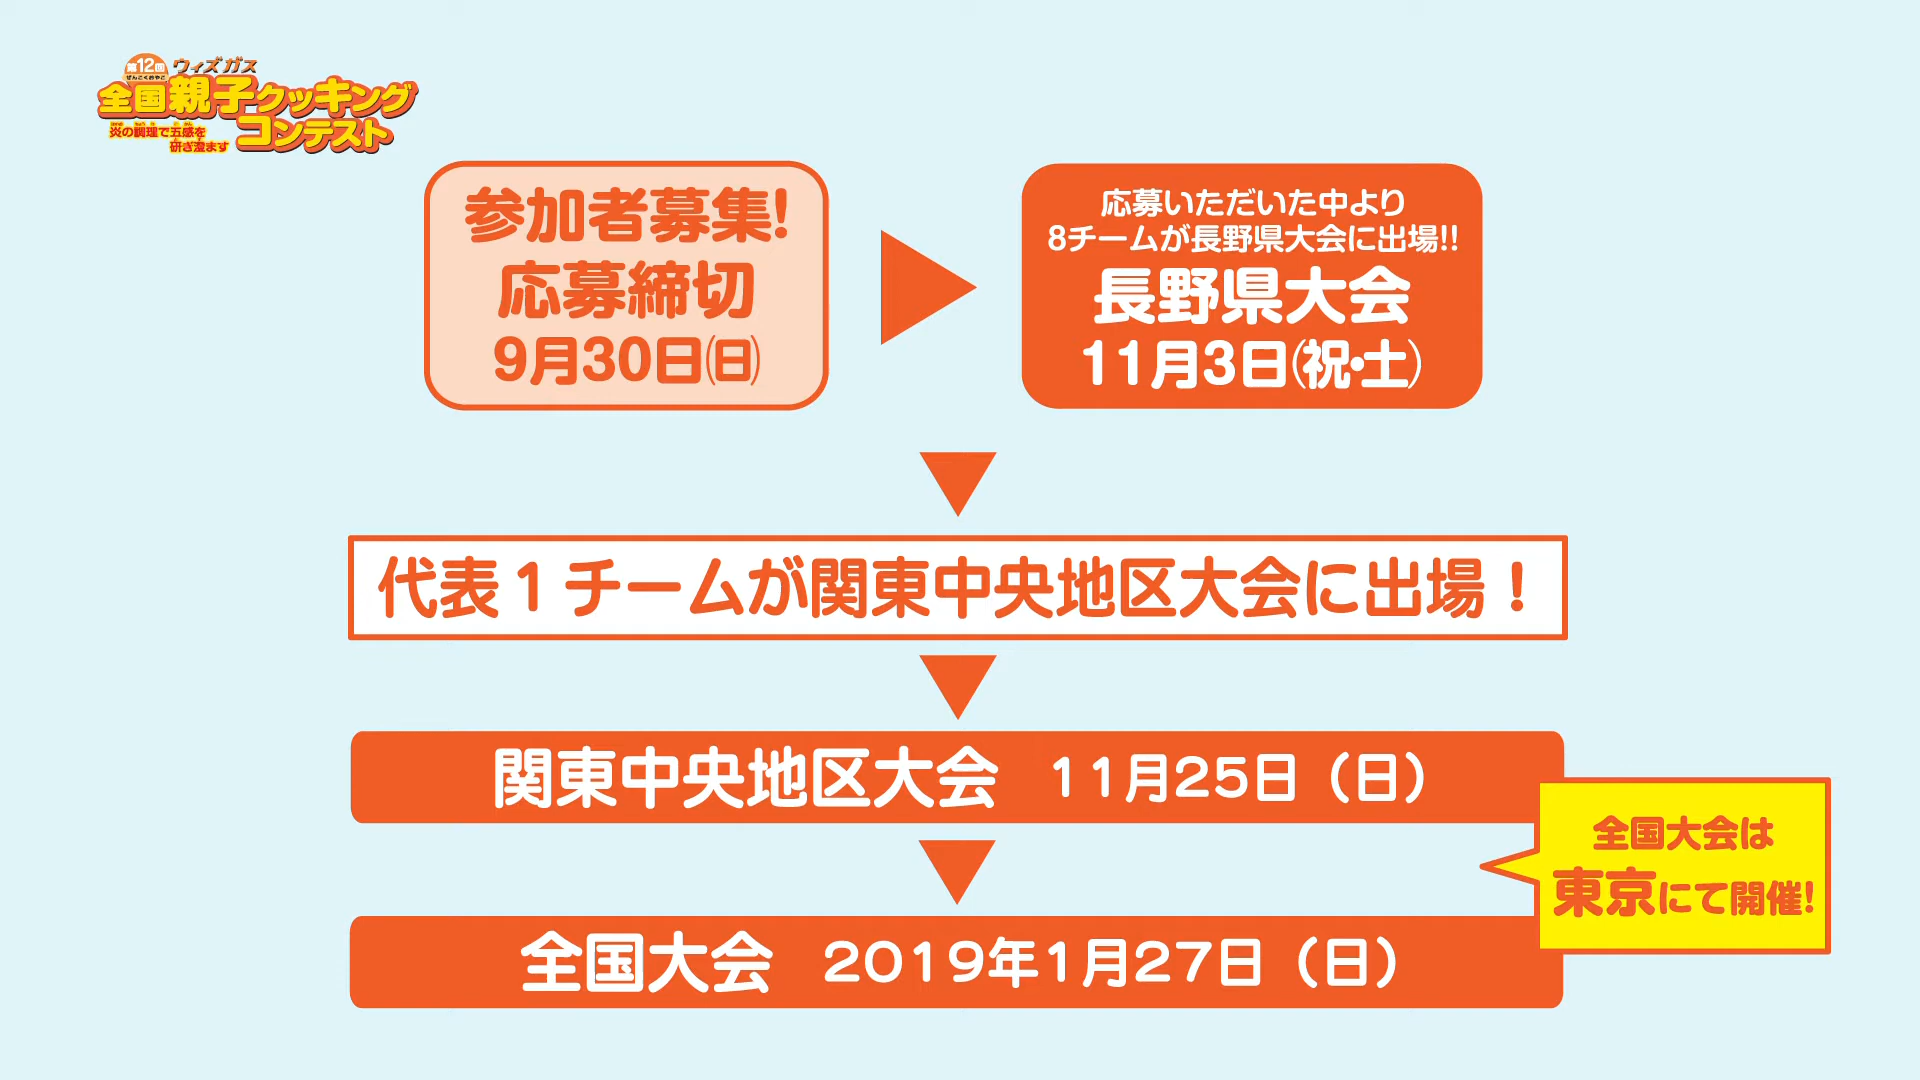 第12回
ウィズガス
ぜんこくおやこ
全国親子クッキング
コンテスト
炎の調理で五感を
研ぎ澄ます
参加者募集!
応募締切
9月30日(日)
応募いただいた中より
8チームが長野県大会に出場!!
長野県大会
11月3日(祝・土)
代表1チームが関東中央地区大会に出場！
関東中央地区大会 11月25日（日）
全国大会は
東京にて開催!
全国大会 2019年1月27日（日）